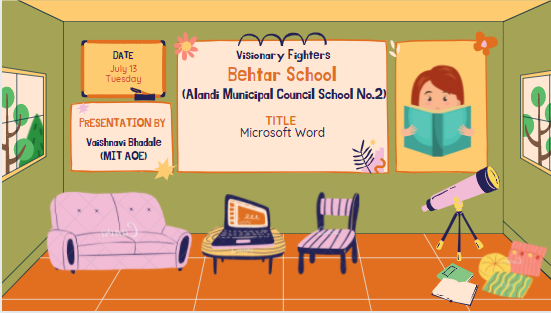 DATE
July 13
Tuesday
PRESENTATION BY
Vaishnavi Bhadale
(MIT AOE)
Visionary Fighters
Behtar School
(Alandi Municipal Council School No.2)
TITLE
Microsoft Word